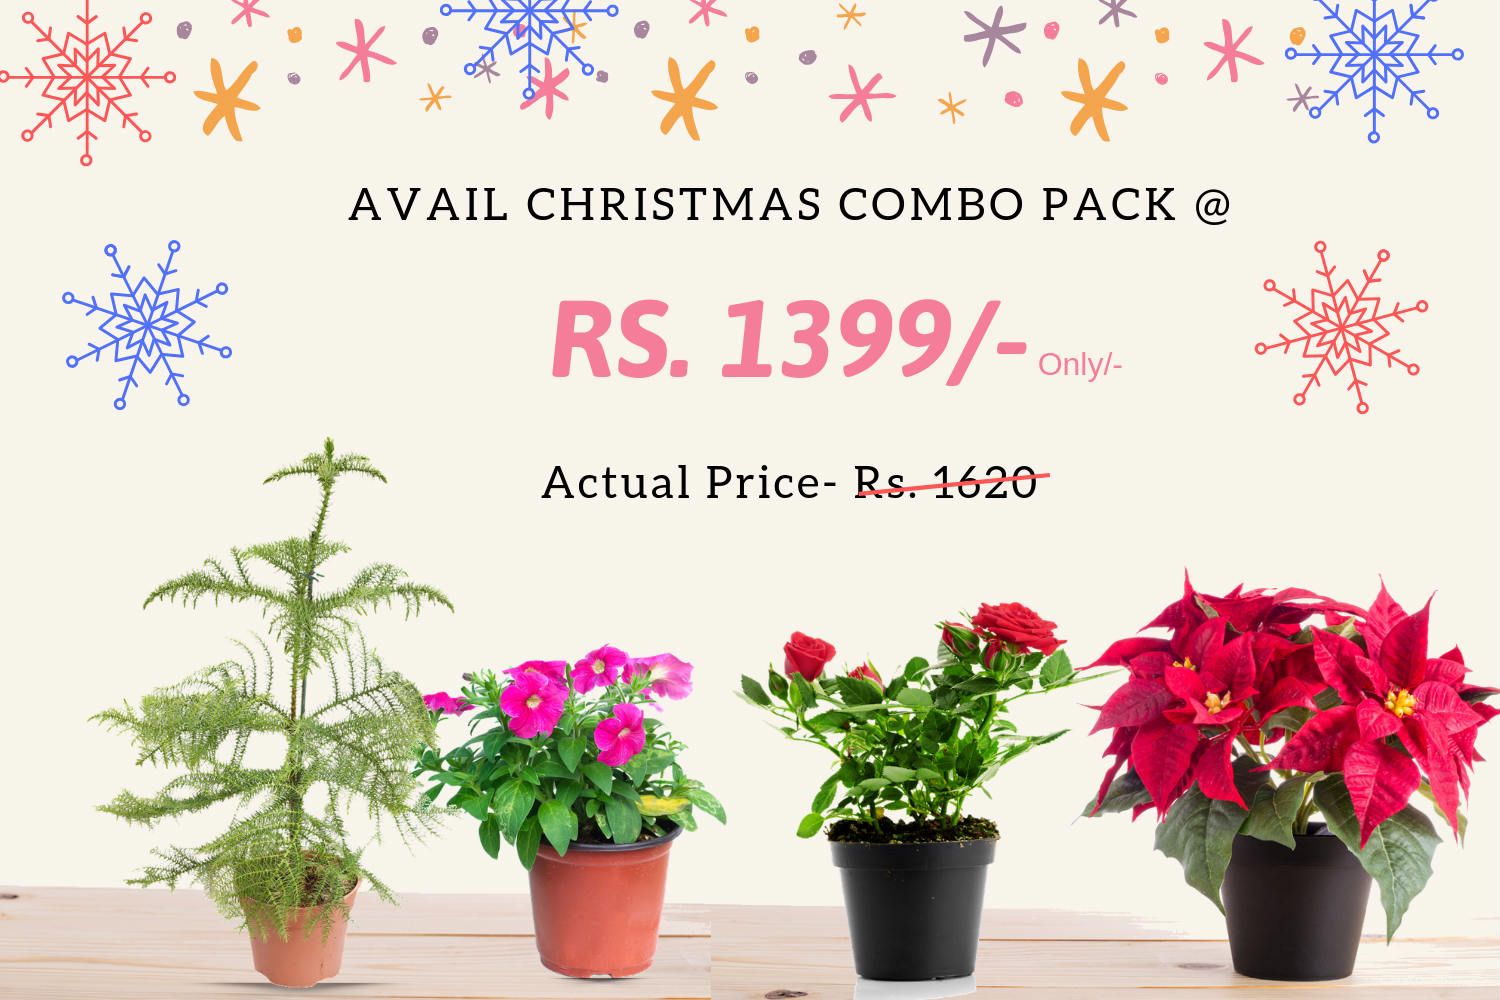 AVAIL CHRISTMAS COMBO PACK @
RS. 1399/- Only/-
Actual Price- Rs. 1620